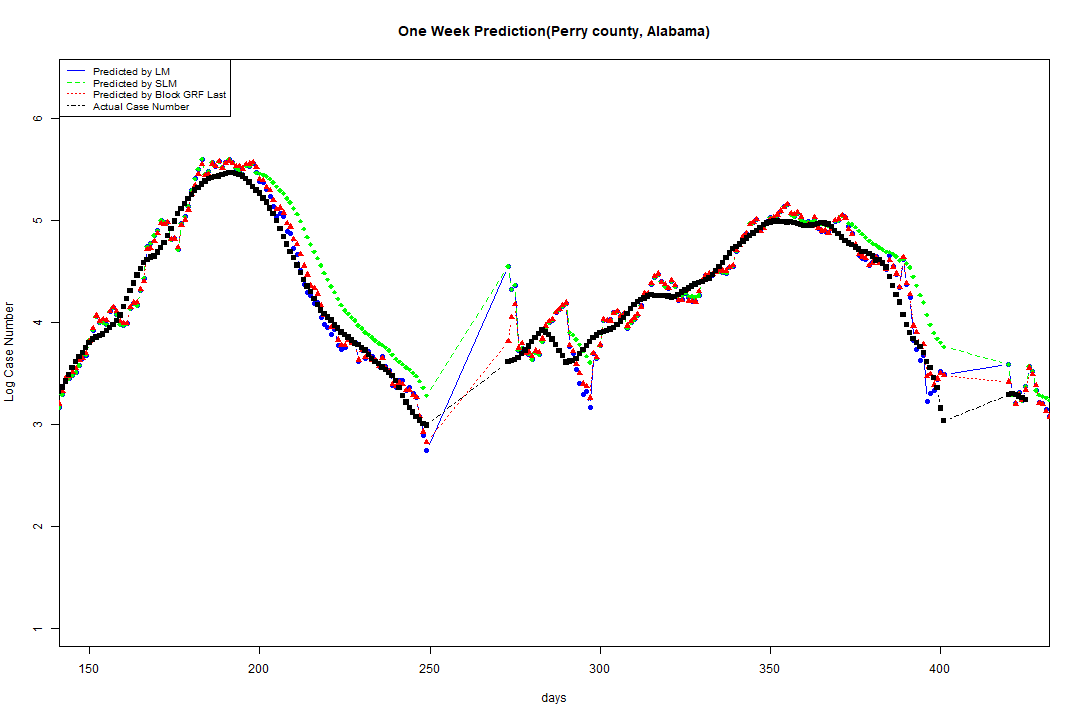 One Week Prediction(Perry county, Alabama)
Predicted by LM
Predicted by SLM
Predicted by Block GRF Last
Actual Case Number
Log Case Number
6
5
4
3
2
1
150 200 250 300 350 400
days